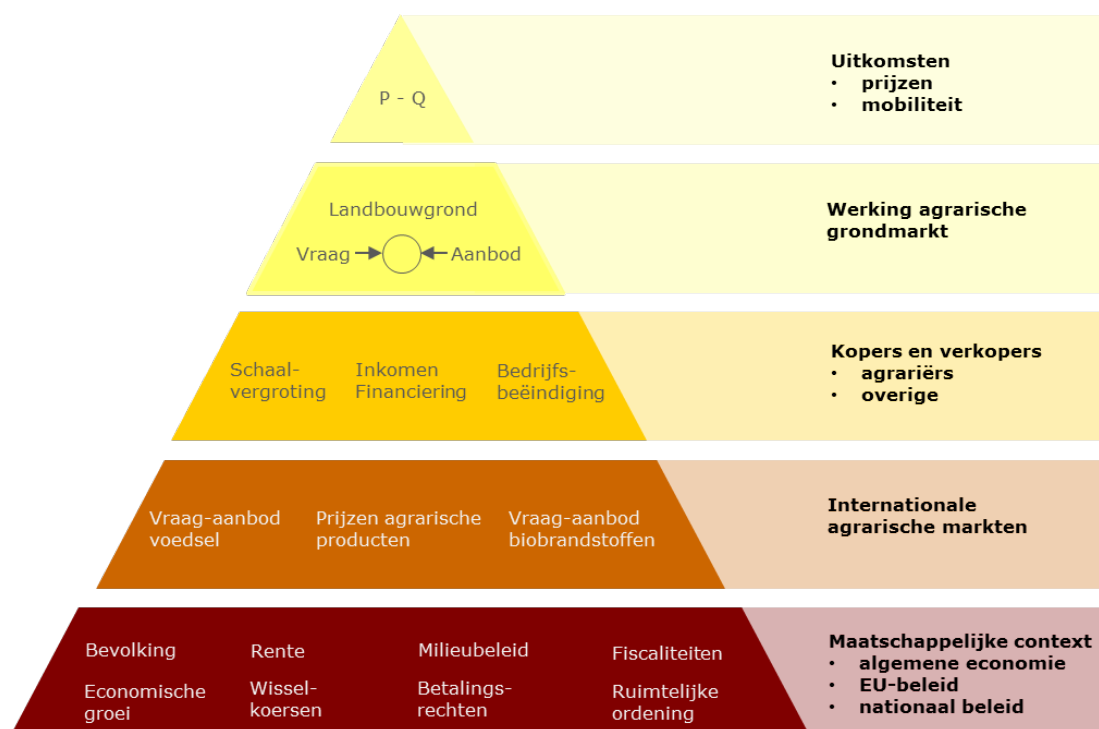 P - Q
Uitkomsten
• prijzen
• mobiliteit
Landbouwgrond
Vraag
Aanbod
Werking agrarische
grondmarkt
Schaal-
vergroting
Inkomen
Financiering
Bedrijfs-
beëindiging
Kopers en verkopers
• agrariërs
• overige
Vraag-aanbod
voedsel
Prijzen agrarische
producten
Vraag-aanbod
biobrandstoffen
Internationale
agrarische markten
Bevolking
Rente
Milieubeleid
Fiscaliteiten
Economische
groei
Wissel-
koersen
Betalings-
rechten
Ruimtelijke
ordening
Maatschappelijke context
• algemene economie
• EU-beleid
• nationaal beleid